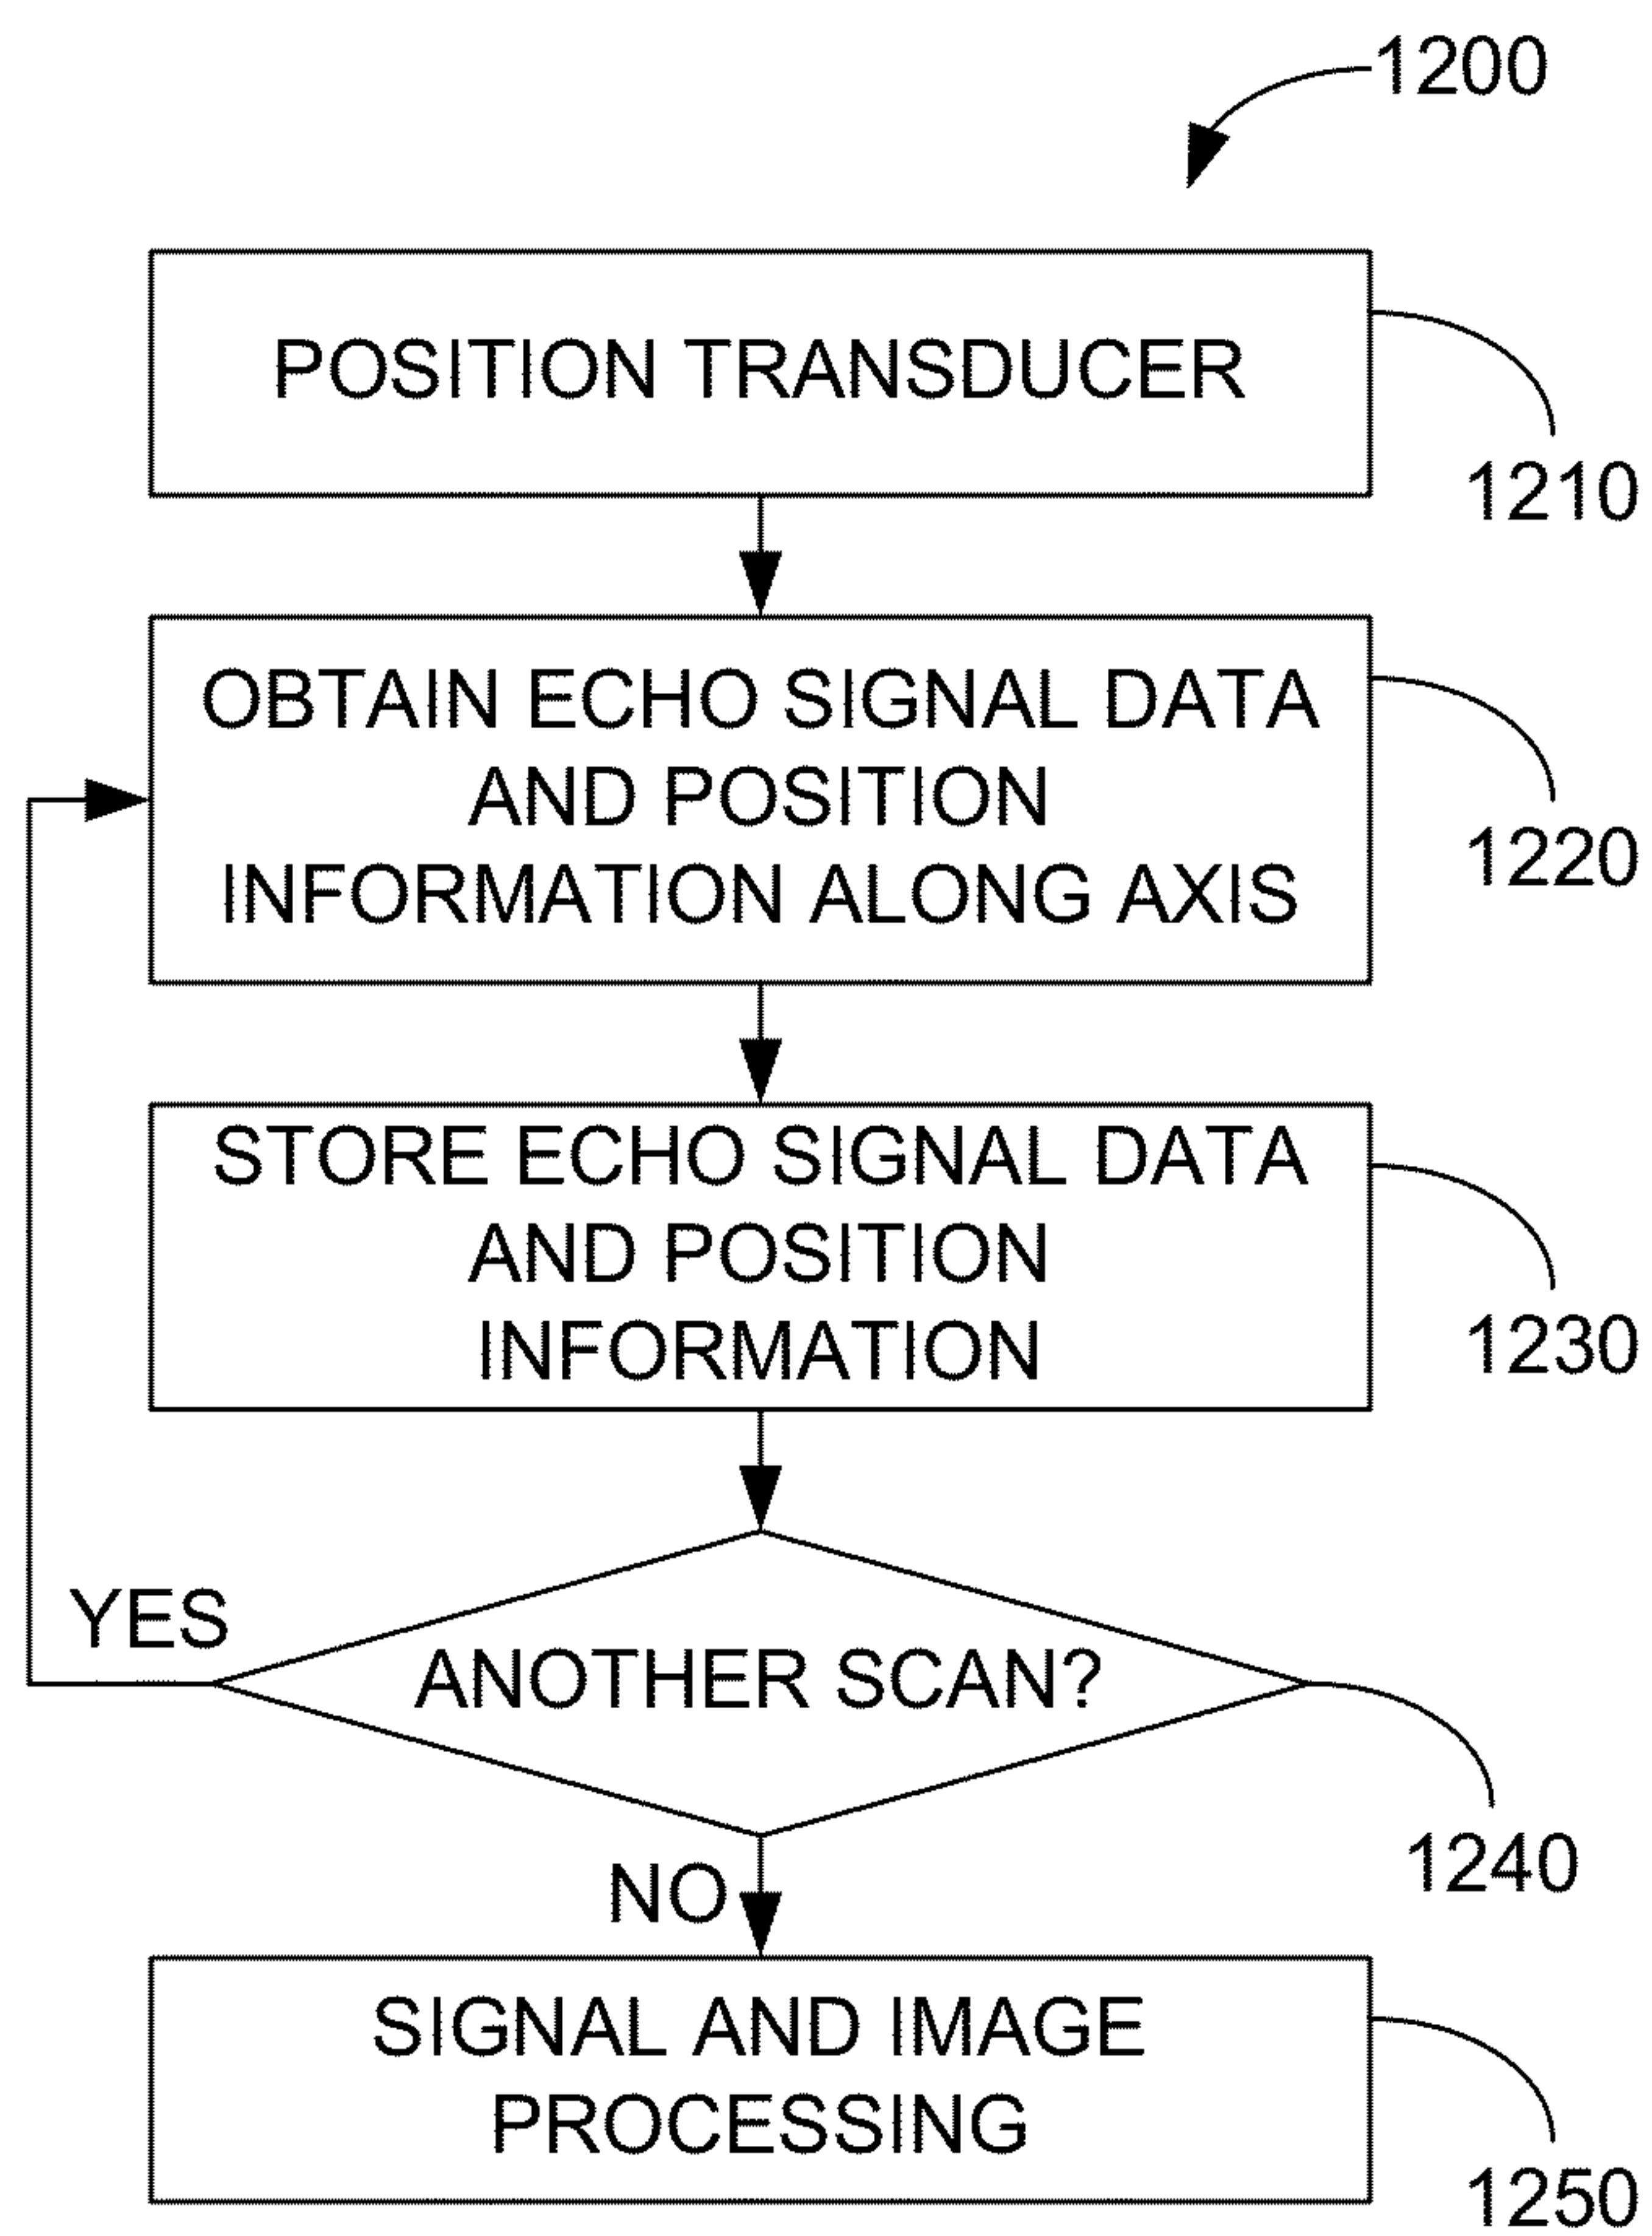 1200
POSITION TRANSDUCER
1210
OBTAIN ECHO SIGNAL DATA
AND POSITION
INFORMATION ALONG AXIS
1220
STORE ECHO SIGNAL DATA
AND POSITION
INFORMATION
1230
YES
ANOTHER SCAN?
1240
NO
SIGNAL AND IMAGE
PROCESSING
1250